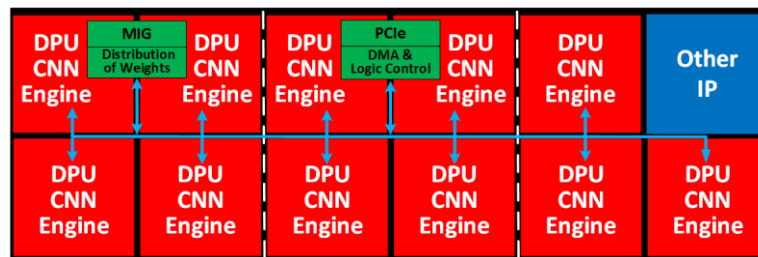 DPU
CNN
Engine
MIG
Distribution
of Weights
DPU
CNN
Engine
DPU
CNN
Engine
PCIe
DMA &
Logic Control
DPU
CNN
Engine
DPU
CNN
Engine
Other
IP
DPU
CNN
Engine
DPU
CNN
Engine
DPU
CNN
Engine
DPU
CNN
Engine
DPU
CNN
Engine
DPU
CNN
Engine